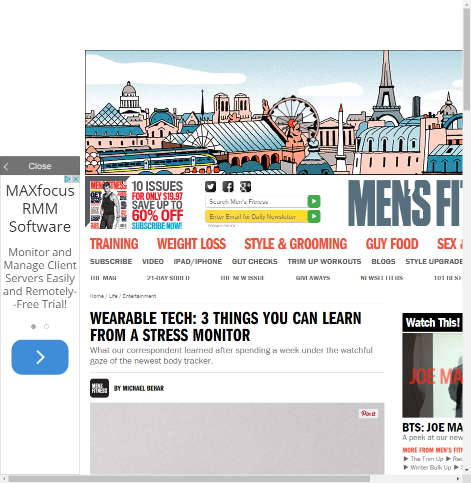 Close
MAXfocus
RMM
Software
Monitor and
Manage Client
Servers Easily
and Remotely-
-Free Trial!
MEN'S FITNESS
10 ISSUES
FOR ONLY $19.97
SAVE UP TO
60% OFF
SUBSCRIBE NOW!
Search Men's Fitness
Enter Email for Daily Newsletter
PRIVACY POLICY
MEN'S FIT
TRAINING WEIGHT LOSS STYLE & GROOMING GUY FOOD SEX &
SUBSCRIBE VIDEO IPAD/IPHONE GUT CHECKS TRIM UP WORKOUTS BLOGS STYLE UPGRADE
THE MAG 21-DAY SHRED THE NEW ISSUE GIVEAWAYS NEWSLETTERS 101 BEST
Home / Life / Entertainment
WEARABLE TECH: 3 THINGS YOU CAN LEARN
FROM A STRESS MONITOR
What our correspondent learned after spending a week under the watchful
gaze of the newest body tracker.
MEN'S FITNESS
BY MICHAEL BEHAR
Pin it
Watch This!
JOE MA
BTS: JOE MA
A peek at our new
MORE FROM MEN'S FITN
The Trim Up
Winter Bulk Up